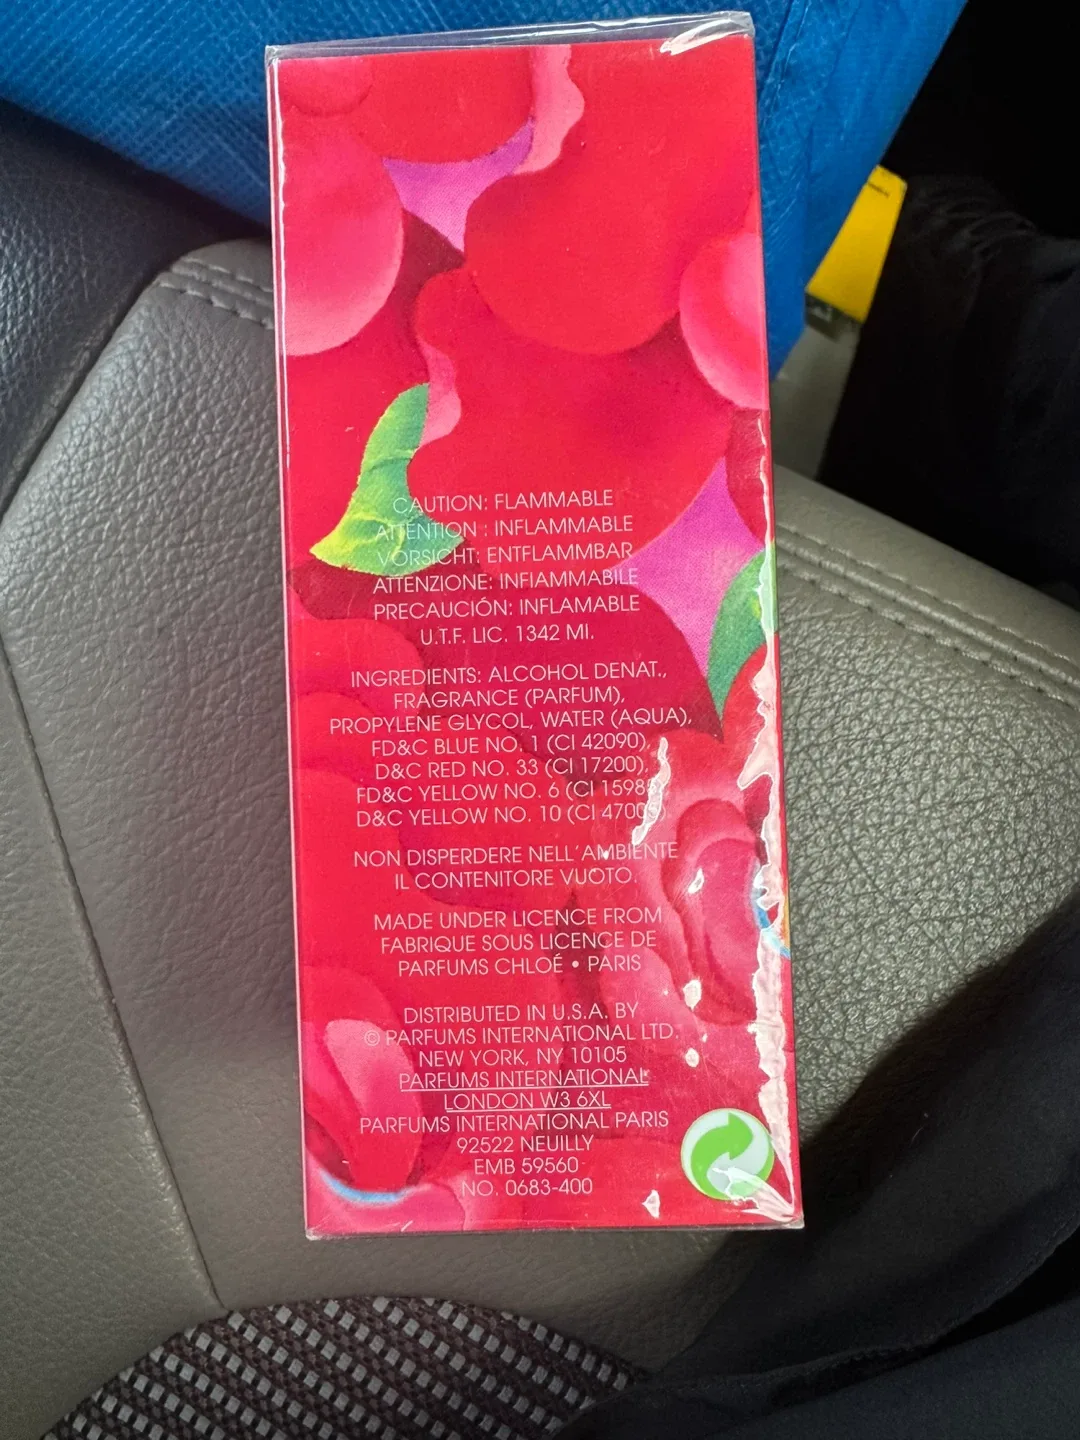 CAUTION: FLAMMABLE
ATTENTION : INFLAMMABLE
VORSICHT: ENTFLAMMBAR
ATTENZIONE: INFIAMMABILE
PRECAUCIÓN: INFLAMABLE
U.T.F. LIC. 1342 MI.
INGREDIENTS: ALCOHOL DENAT.,
FRAGRANCE (PARFUM),
PROPYLENE GLYCOL, WATER (AQUA),
FD&C BLUE NO. 1 (CI 42090),
D&C RED NO. 33 (CI 17200),
FD&C YELLOW NO. 6 (CI 15985),
D&C YELLOW NO. 10 (CI 47005).
NON DISPERDERE NELL'AMBIENTE
IL CONTENITORE VUOTO.
MADE UNDER LICENCE FROM
FABRIQUE SOUS LICENCE DE
PARFUMS CHLOÉ • PARIS
DISTRIBUTED IN U.S.A. BY
© PARFUMS INTERNATIONAL LTD.
NEW YORK, NY 10105
PARFUMS INTERNATIONAL
LONDON W3 6XL
PARFUMS INTERNATIONAL PARIS
92522 NEUILLY
EMB 59560
NO. 0683-400